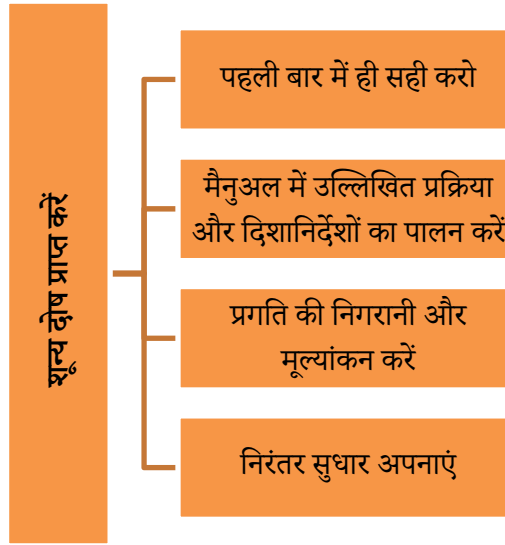 शून्य दोष प्राप्त करें
पहली बार में ही सही करो
मैनुअल में उल्लिखित प्रक्रिया
और दिशानिर्देशों का पालन करें
प्रगति की निगरानी और
मूल्यांकन करें
निरंतर सुधार अपनाएं